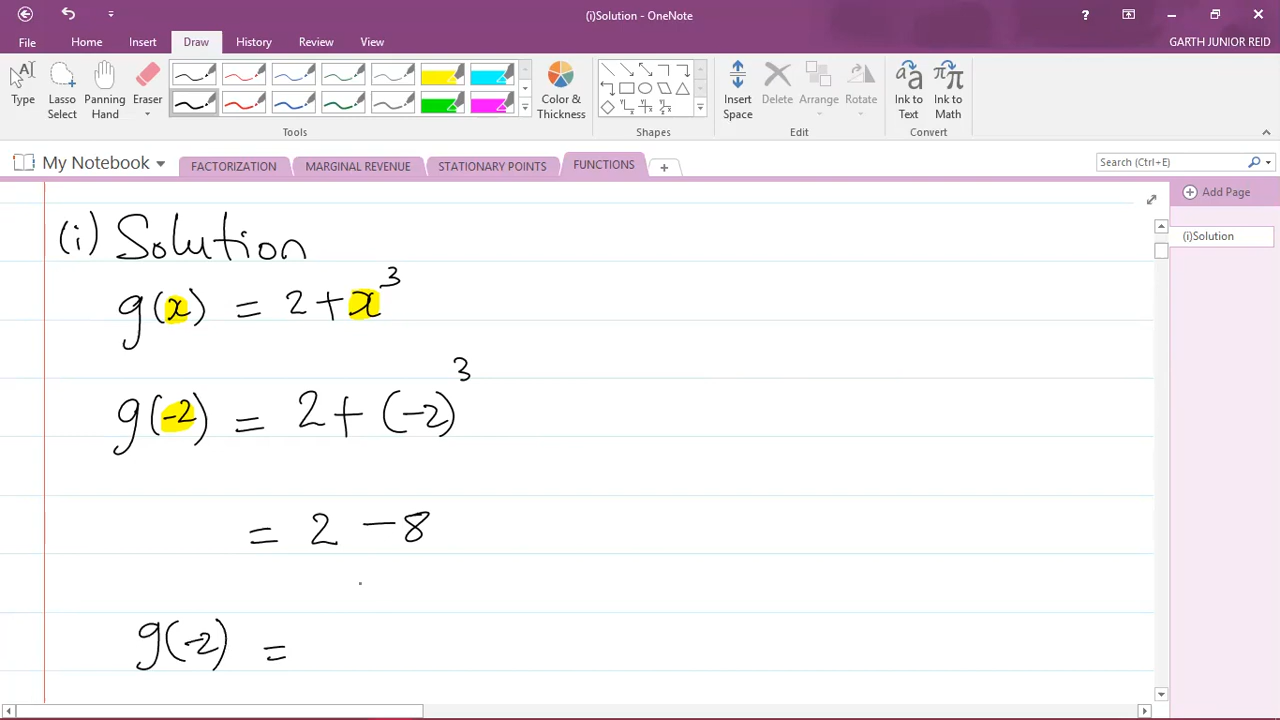 (i)Solution - OneNote
File Home Insert Draw History Review View
GARTH JUNIOR REID
Type
Lasso Select
Panning Hand
Eraser
Color & Thickness
Insert Space
Delete
Arrange
Rotate
Ink to Text
Ink to Math
Tools
Shapes
Edit
Convert
My Notebook
FACTORIZATION
MARGINAL REVENUE
STATIONARY POINTS
FUNCTIONS
Search (Ctrl+E)
Add Page
(i)Solution
(i) Solution
g(x) = 2 + x³
g(-2) = 2 + (-2)³
= 2 - 8
g(-2) =